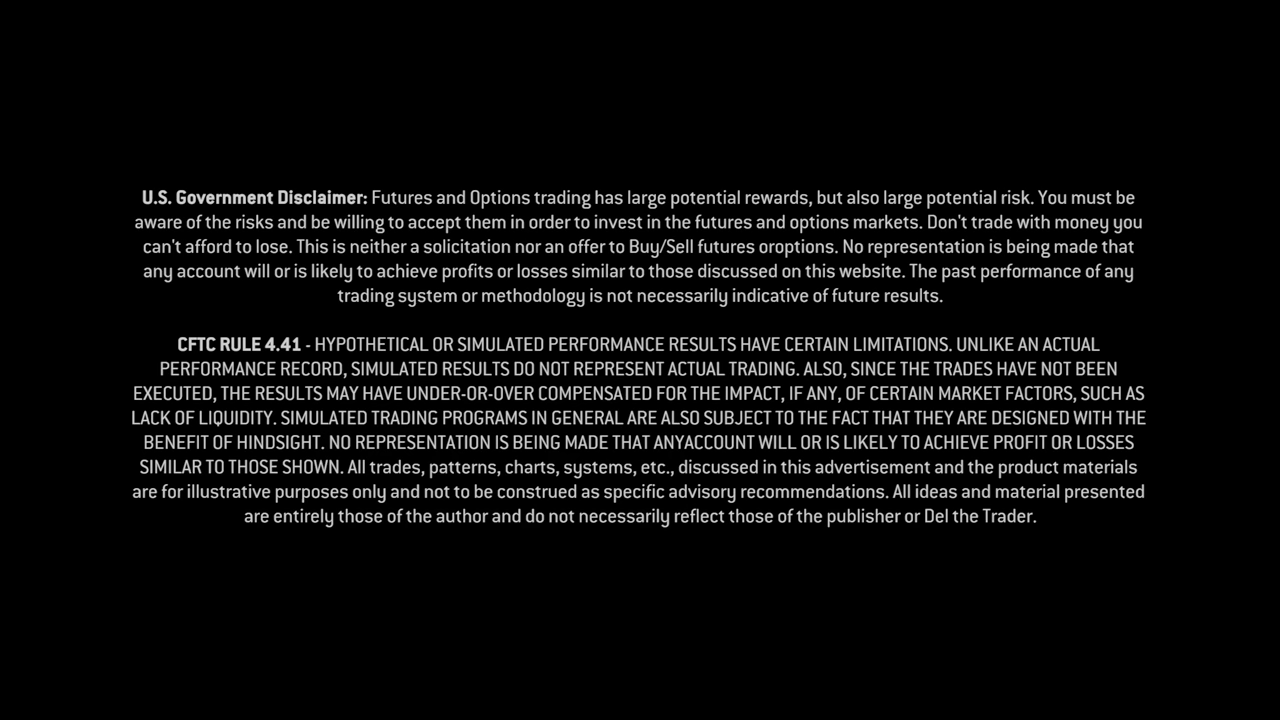 U.S. Government Disclaimer: Futures and Options trading has large potential rewards, but also large potential risk. You must be
aware of the risks and be willing to accept them in order to invest in the futures and options markets. Don't trade with money you
can't afford to lose. This is neither a solicitation nor an offer to Buy/Sell futures oroptions. No representation is being made that
any account will or is likely to achieve profits or losses similar to those discussed on this website. The past performance of any
trading system or methodology is not necessarily indicative of future results.
CFTC RULE 4.41 - HYPOTHETICAL OR SIMULATED PERFORMANCE RESULTS HAVE CERTAIN LIMITATIONS. UNLIKE AN ACTUAL
PERFORMANCE RECORD, SIMULATED RESULTS DO NOT REPRESENT ACTUAL TRADING. ALSO, SINCE THE TRADES HAVE NOT BEEN
EXECUTED, THE RESULTS MAY HAVE UNDER-OR-OVER COMPENSATED FOR THE IMPACT, IF ANY, OF CERTAIN MARKET FACTORS, SUCH AS
LACK OF LIQUIDITY. SIMULATED TRADING PROGRAMS IN GENERAL ARE ALSO SUBJECT TO THE FACT THAT THEY ARE DESIGNED WITH THE
BENEFIT OF HINDSIGHT. NO REPRESENTATION IS BEING MADE THAT ANYACCOUNT WILL OR IS LIKELY TO ACHIEVE PROFIT OR LOSSES
SIMILAR TO THOSE SHOWN. All trades, patterns, charts, systems, etc., discussed in this advertisement and the product materials
are for illustrative purposes only and not to be construed as specific advisory recommendations. All ideas and material presented
are entirely those of the author and do not necessarily reflect those of the publisher or Del the Trader.